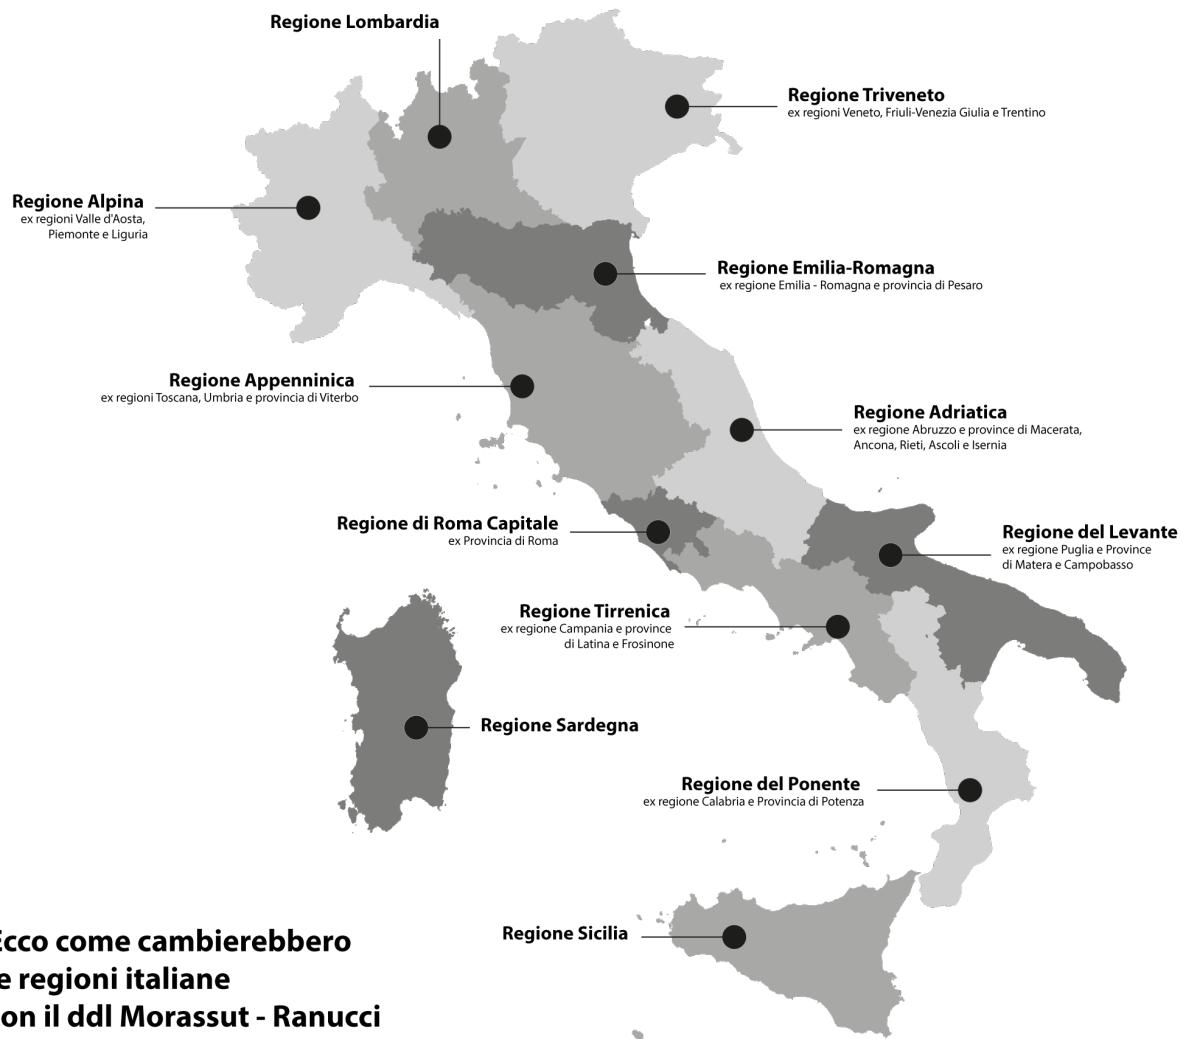 Regione Lombardia
Regione Triveneto
ex regioni Veneto, Friuli-Venezia Giulia e Trentino
Regione Alpina
ex regioni Valle d'Aosta,
Piemonte e Liguria
Regione Emilia-Romagna
ex regione Emilia - Romagna e provincia di Pesaro
Regione Appenninica
ex regioni Toscana, Umbria e provincia di Viterbo
Regione Adriatica
ex regione Abruzzo e province di Macerata,
Ancona, Rieti, Ascoli e Isernia
Regione di Roma Capitale
ex Provincia di Roma
Regione del Levante
ex regione Puglia e Province
di Matera e Campobasso
Regione Tirrenica
ex regione Campania e province
di Latina e Frosinone
Regione Sardegna
Regione del Ponente
ex regione Calabria e Provincia di Potenza
Regione Sicilia
Ecco come cambierebbero
e regioni italiane
on il ddl Morassut - Ranucci